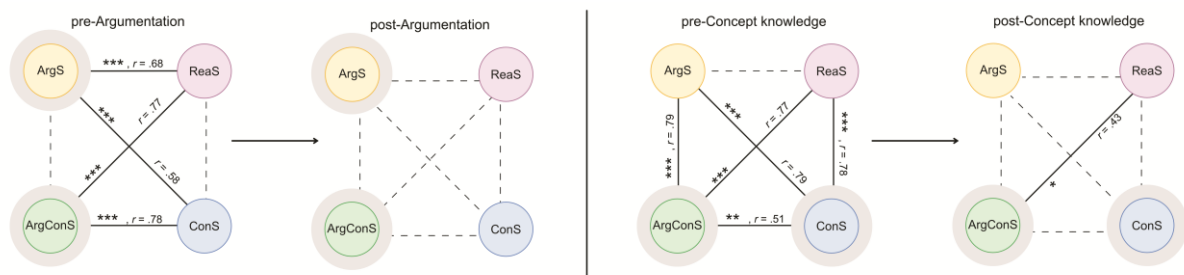 pre-Argumentation
post-Argumentation
pre-Concept knowledge
post-Concept knowledge
ArgS
*** , r = .68
ReaS
***
r = .77
***
r = .58
ArgConS
*** , r = .78
ConS
ArgS
ReaS
ArgConS
ConS
ArgS
ReaS
*** , r = .79
***
r = .77
*** , r = .78
***
r = .79
ArgConS
** , r = .51
ConS
ArgS
ReaS
r = .43
*
ArgConS
ConS